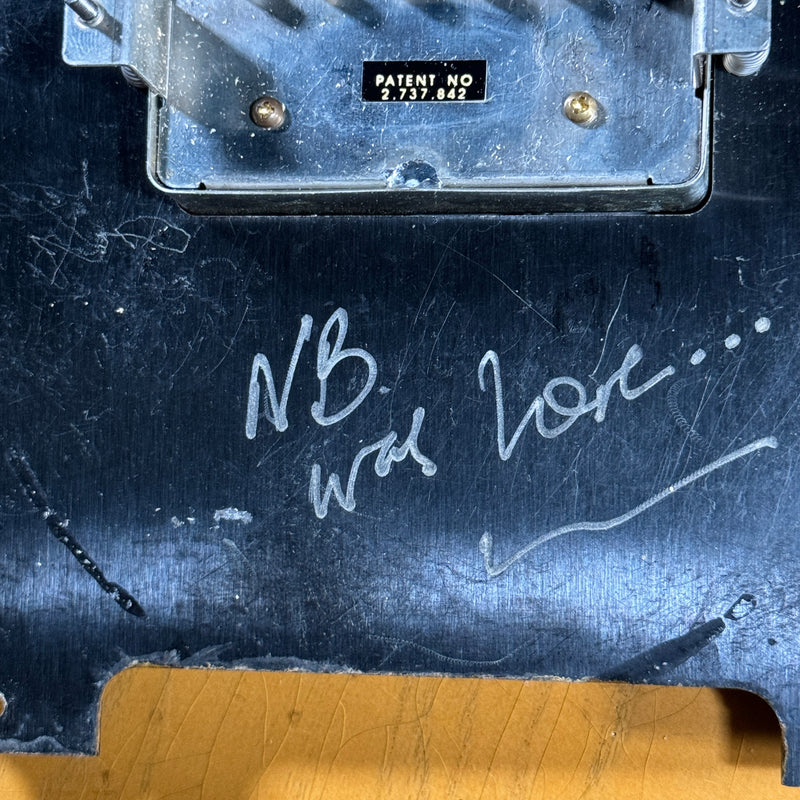 PATENT NO
2,737,842
NB.
was here...